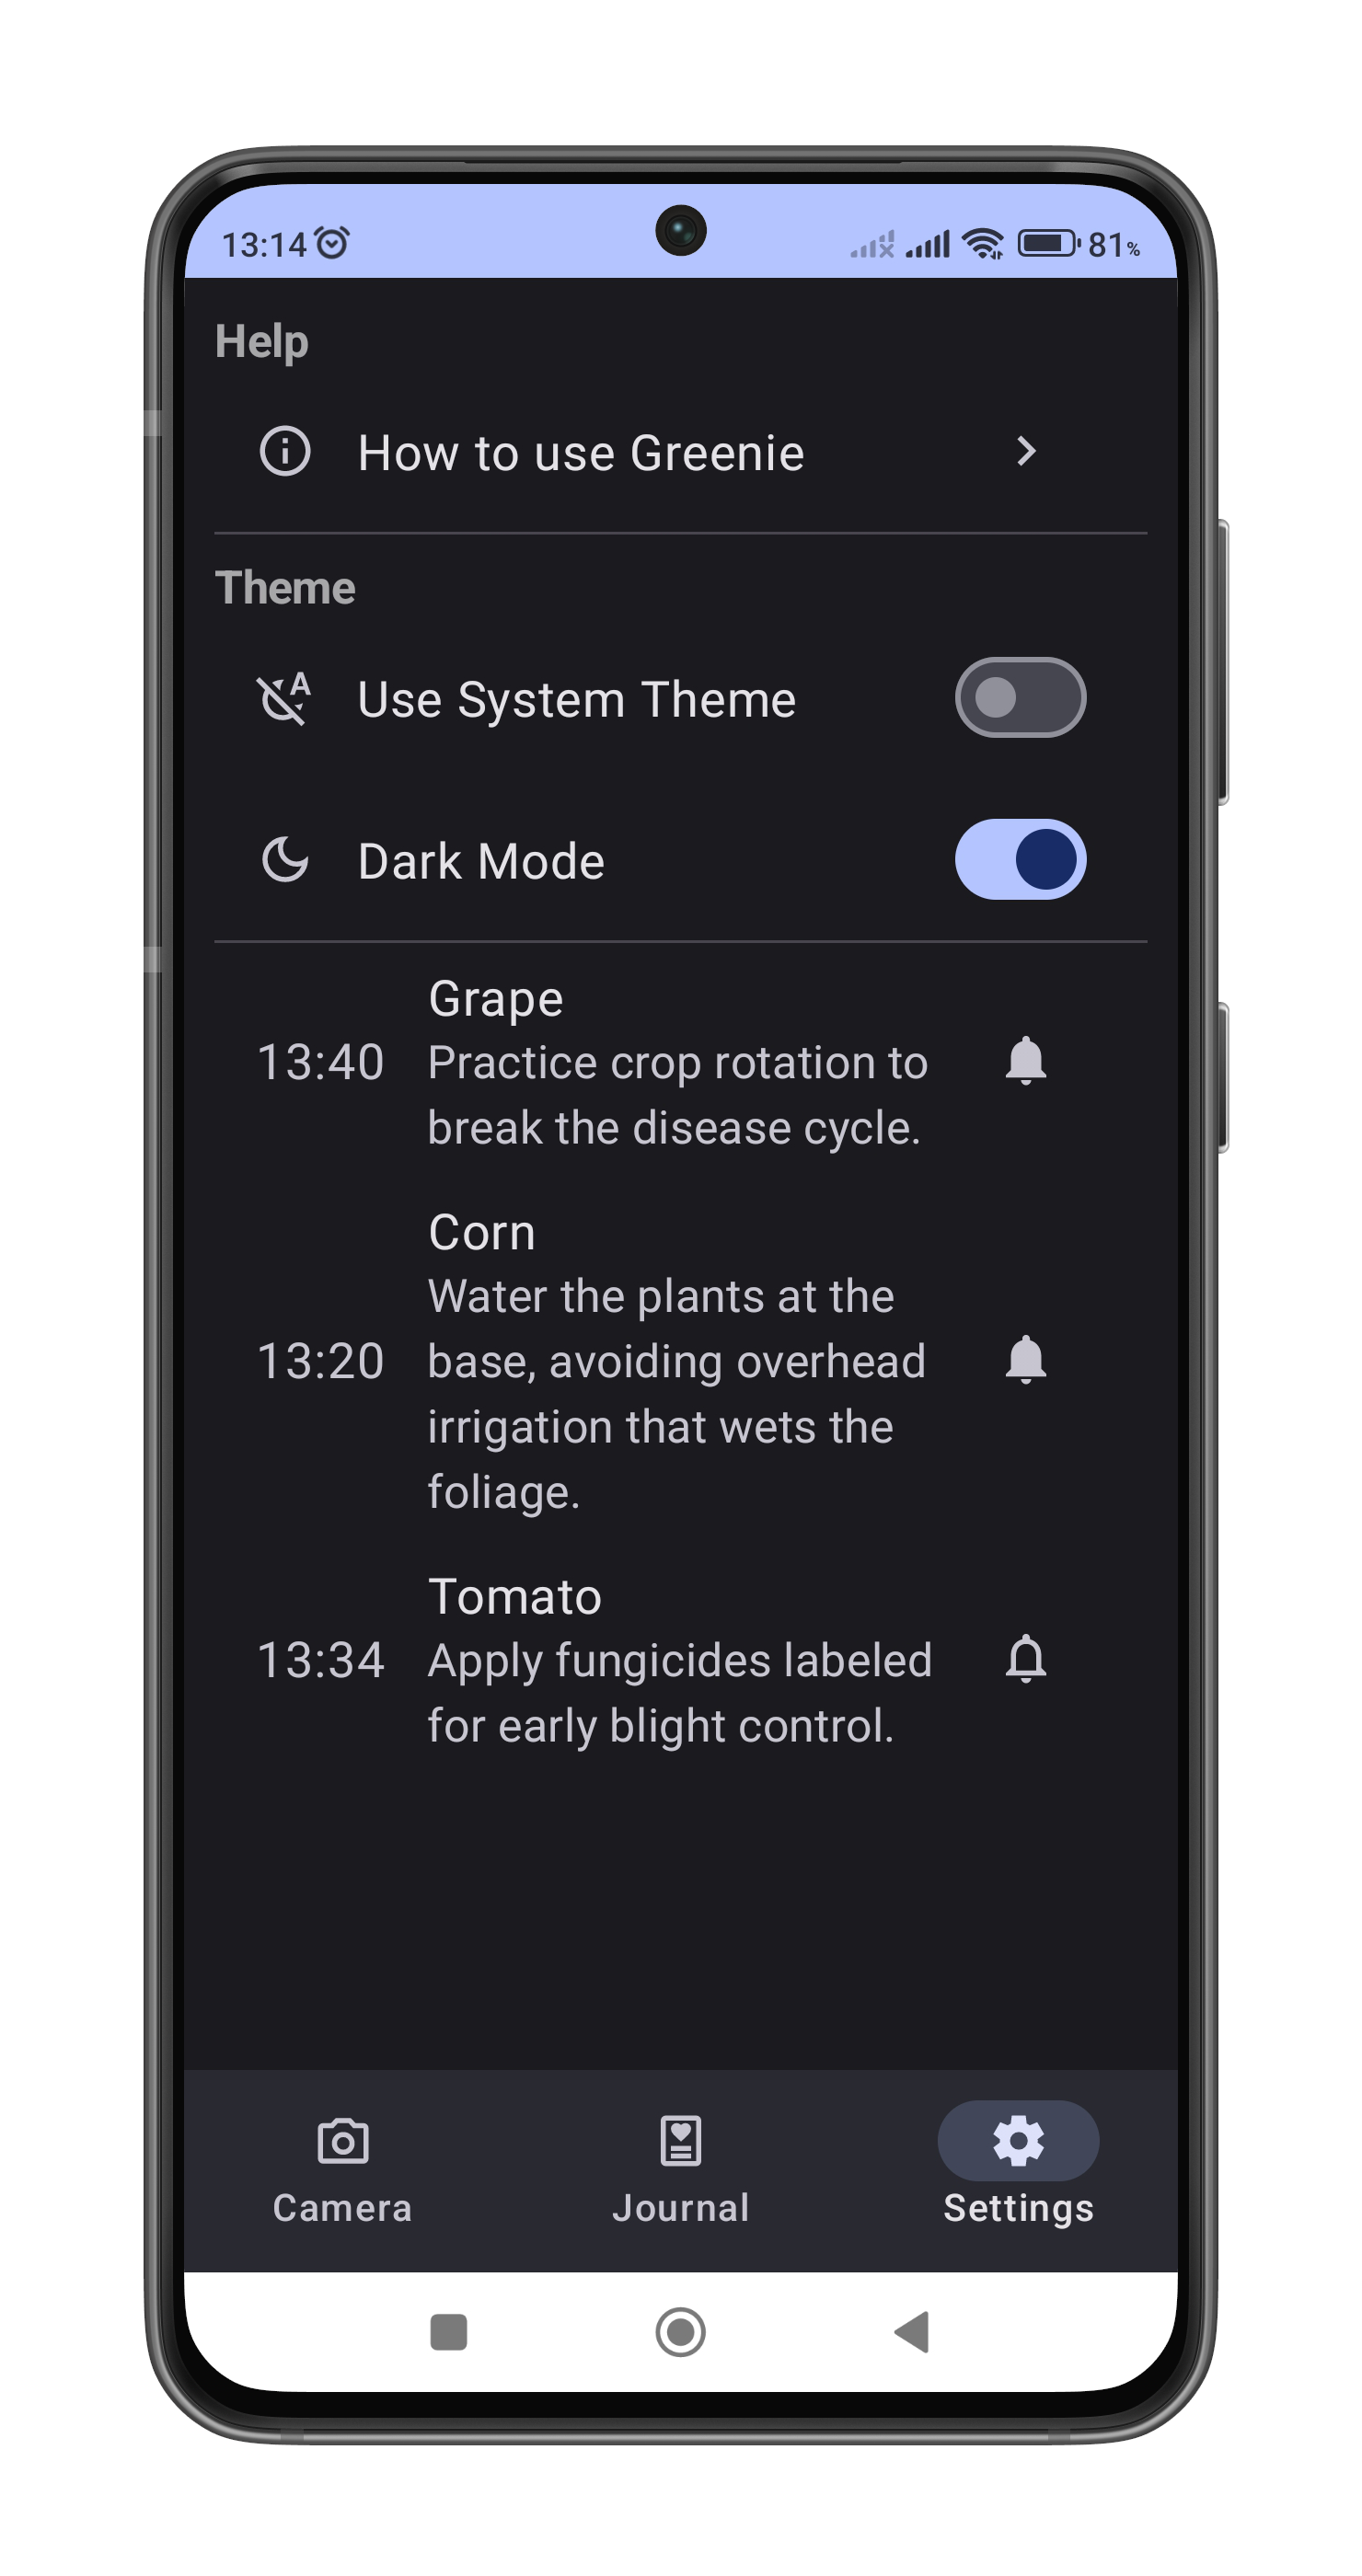 13:14 81%
Help
How to use Greenie
Theme
A
Use System Theme
Dark Mode
Grape
13:40 Practice crop rotation to
break the disease cycle.
Corn
Water the plants at the
13:20 base, avoiding overhead
irrigation that wets the
foliage.
Tomato
13:34 Apply fungicides labeled
for early blight control.
Camera Journal Settings